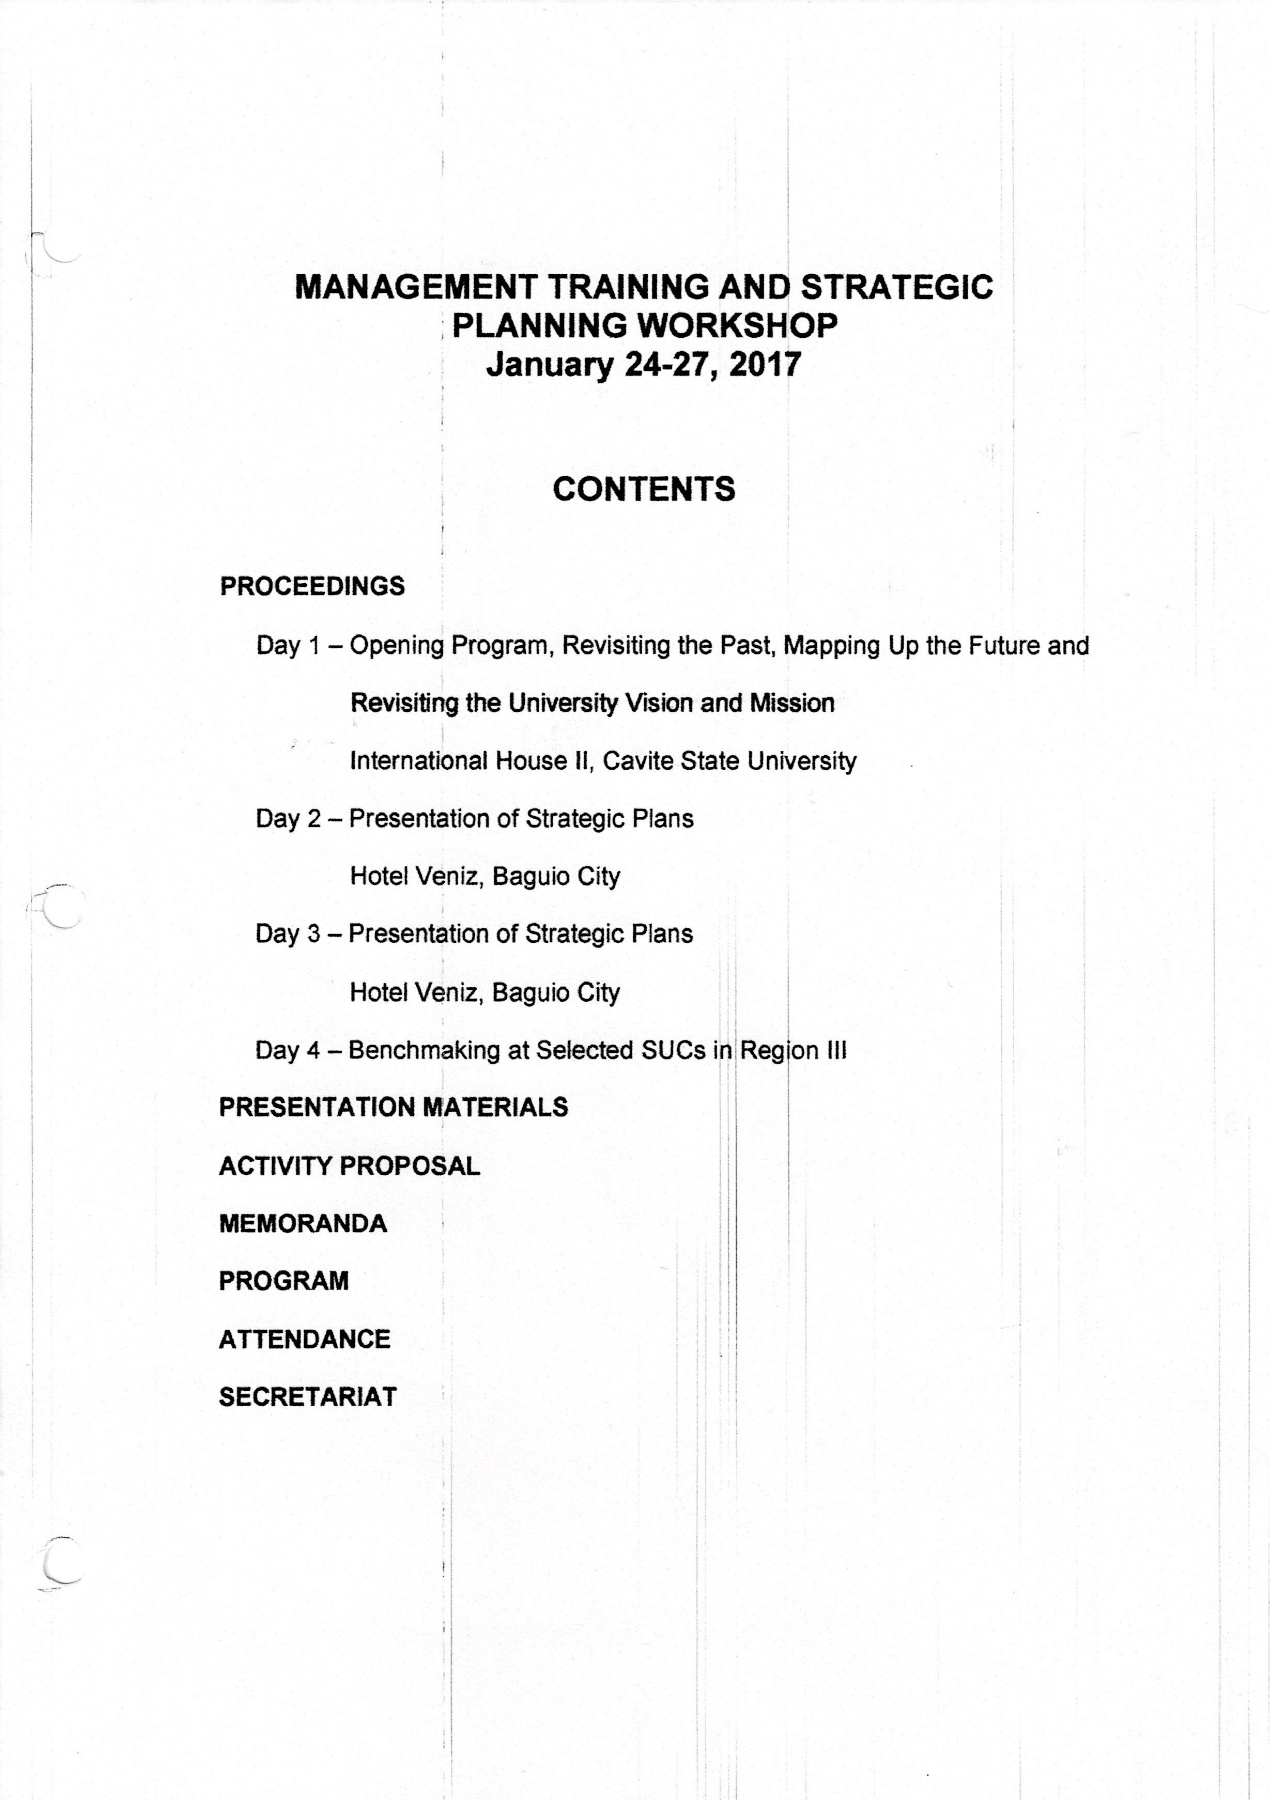 MANAGEMENT TRAINING AND STRATEGIC
PLANNING WORKSHOP
January 24-27, 2017
CONTENTS
PROCEEDINGS
Day 1 – Opening Program, Revisiting the Past, Mapping Up the Future and
Revisiting the University Vision and Mission
International House II, Cavite State University
Day 2 – Presentation of Strategic Plans
Hotel Veniz, Baguio City
Day 3 – Presentation of Strategic Plans
Hotel Veniz, Baguio City
Day 4 – Benchmaking at Selected SUCs in Region III
PRESENTATION MATERIALS
ACTIVITY PROPOSAL
MEMORANDA
PROGRAM
ATTENDANCE
SECRETARIAT